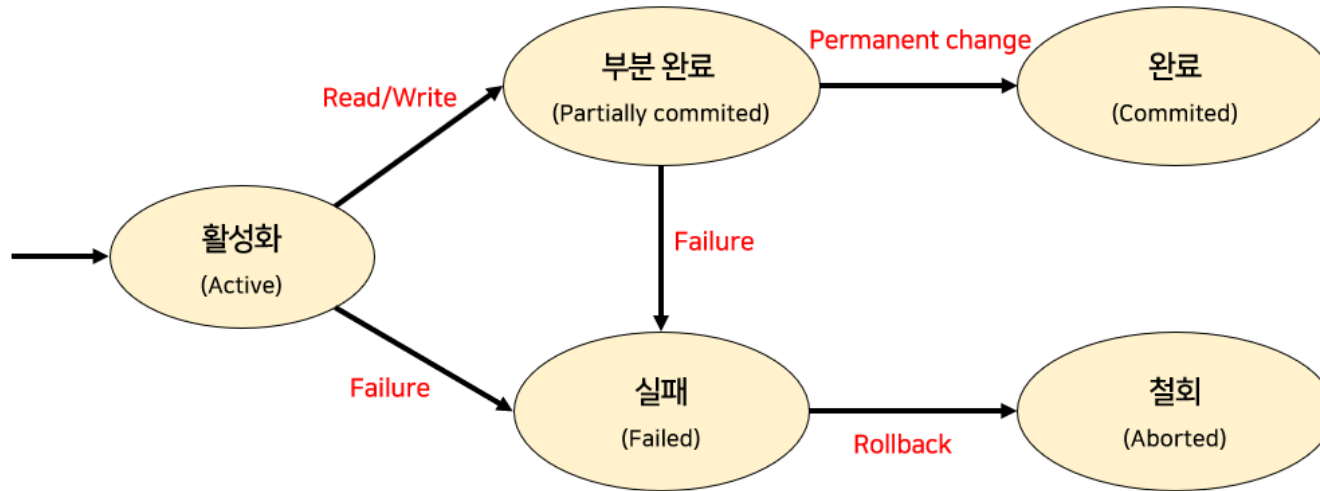 Permanent change
부분 완료
(Partially commited)
완료
(Commited)
Read/Write
활성화
(Active)
Failure
Failure
실패
(Failed)
Rollback
철회
(Aborted)